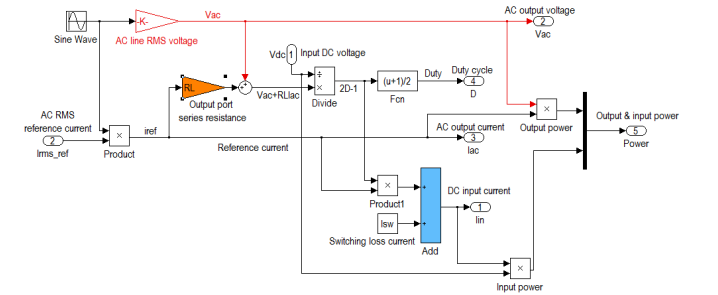 AC output voltage
2
Vac
Vac
-K-
Sine Wave
AC line RMS voltage
Vdc
1
Input DC voltage
RL
Output port
series resistance
Vac+RLIac
÷
×
Divide
2D-1
(u+1)/2
Fcn
Duty
Duty cycle
4
D
AC RMS
reference current
2
Irms_ref
×
Product
iref
Reference current
×
Output power
AC output current
3
Iac
Output & input power
5
Power
×
Product1
Isw
Switching loss current
+
+
Add
DC input current
1
Iin
×
Input power